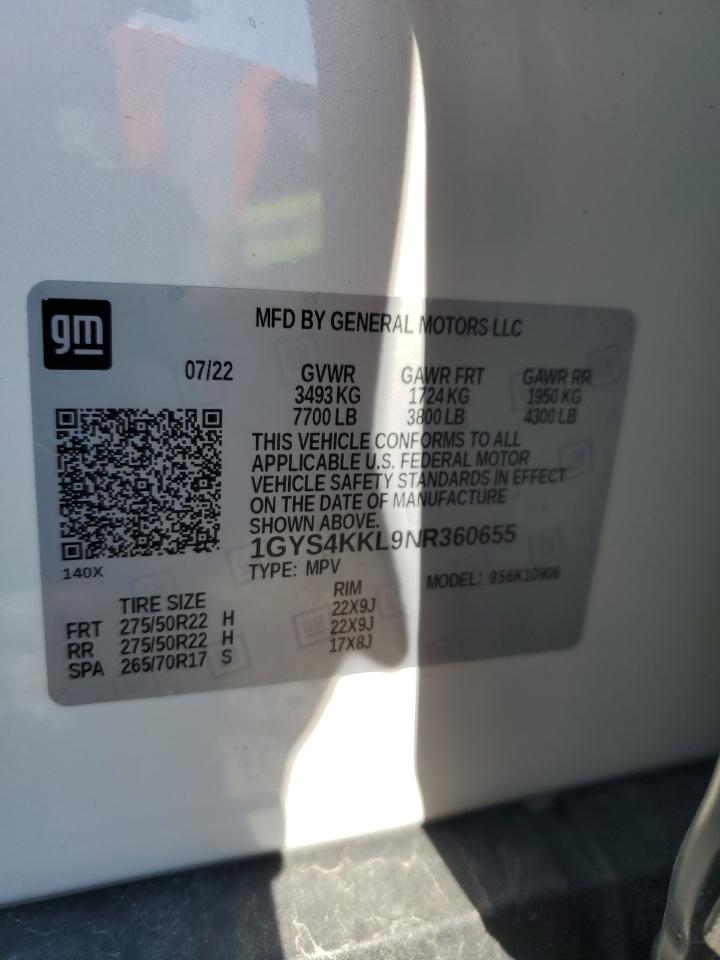 gm
MFD BY GENERAL MOTORS LLC
07/22 GVWR GAWR FRT GAWR RR
3493 KG 1724 KG 1950 KG
7700 LB 3800 LB 4300 LB
THIS VEHICLE CONFORMS TO ALL
APPLICABLE U.S. FEDERAL MOTOR
VEHICLE SAFETY STANDARDS IN EFFECT
ON THE DATE OF MANUFACTURE
SHOWN ABOVE.
1GYS4KKL9NR360655
140X TYPE: MPV MODEL: 956K10906
TIRE SIZE RIM
FRT 275/50R22 H 22X9J
RR 275/50R22 H 22X9J
SPA 265/70R17 S 17X8J